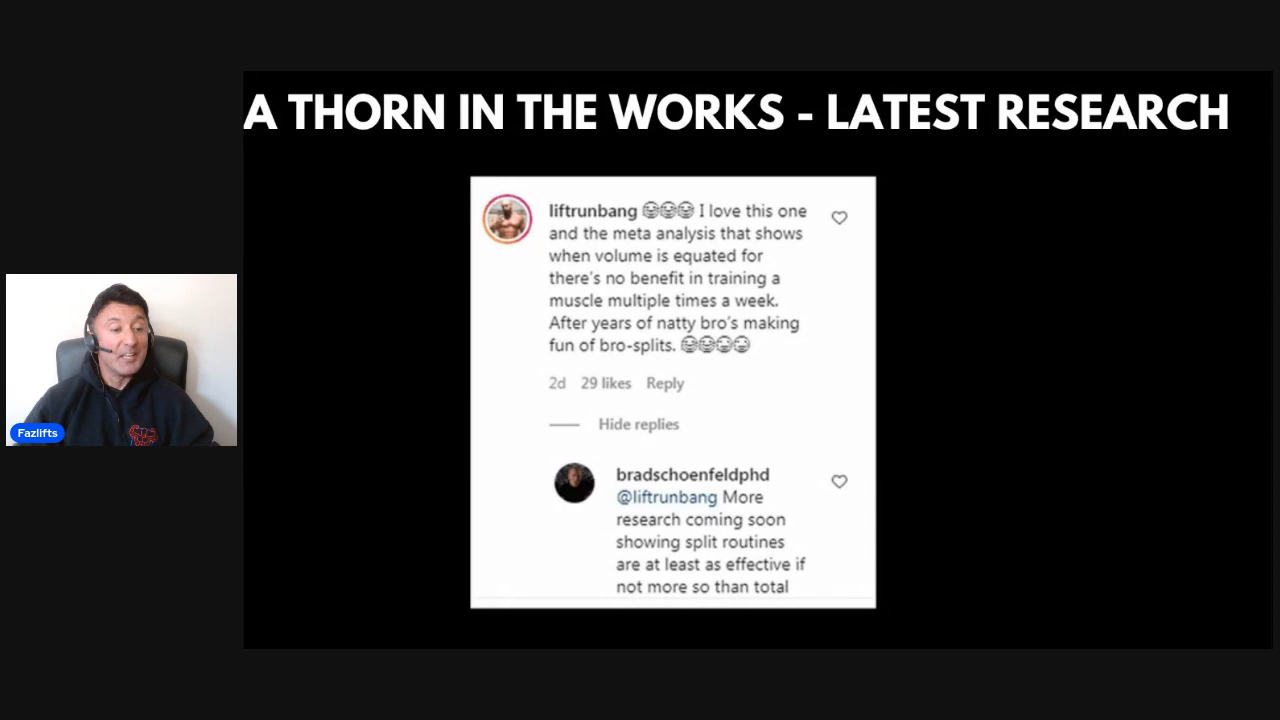 A THORN IN THE WORKS - LATEST RESEARCH
liftrunbang 😂😂😂 I love this one
and the meta analysis that shows
when volume is equated for
there's no benefit in training a
muscle multiple times a week.
After years of natty bro's making
fun of bro-splits. 😂😂😂😂
2d 29 likes Reply
Hide replies
bradschoenfeldphd
@liftrunbang More
research coming soon
showing split routines
are at least as effective if
not more so than total
Fazlifts